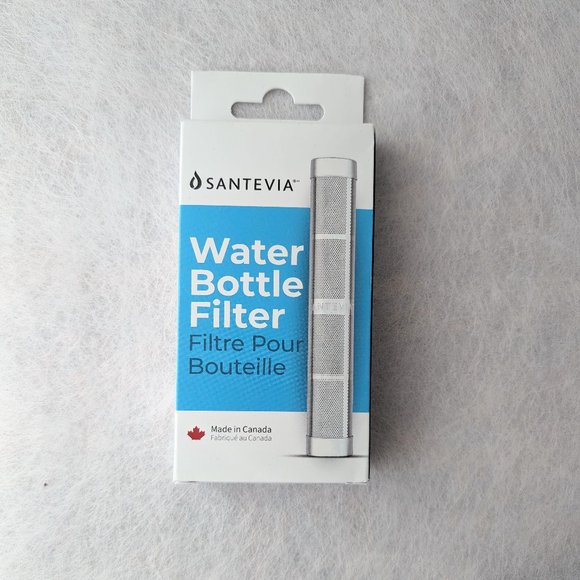 SANTEVIA
Water
Bottle
Filter
Filtre Pour
Bouteille
Made in Canada
Fabriqué au Canada